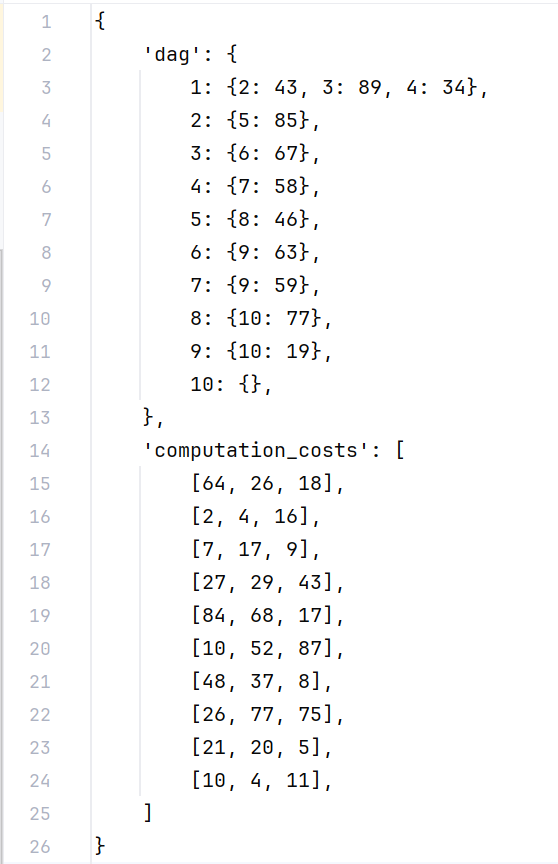 1 {
2     'dag': {
3         1: {2: 43, 3: 89, 4: 34},
4         2: {5: 85},
5         3: {6: 67},
6         4: {7: 58},
7         5: {8: 46},
8         6: {9: 63},
9         7: {9: 59},
10         8: {10: 77},
11         9: {10: 19},
12         10: {},
13     },
14     'computation_costs': [
15         [64, 26, 18],
16         [2, 4, 16],
17         [7, 17, 9],
18         [27, 29, 43],
19         [84, 68, 17],
20         [10, 52, 87],
21         [48, 37, 8],
22         [26, 77, 75],
23         [21, 20, 5],
24         [10, 4, 11],
25     ]
26 }